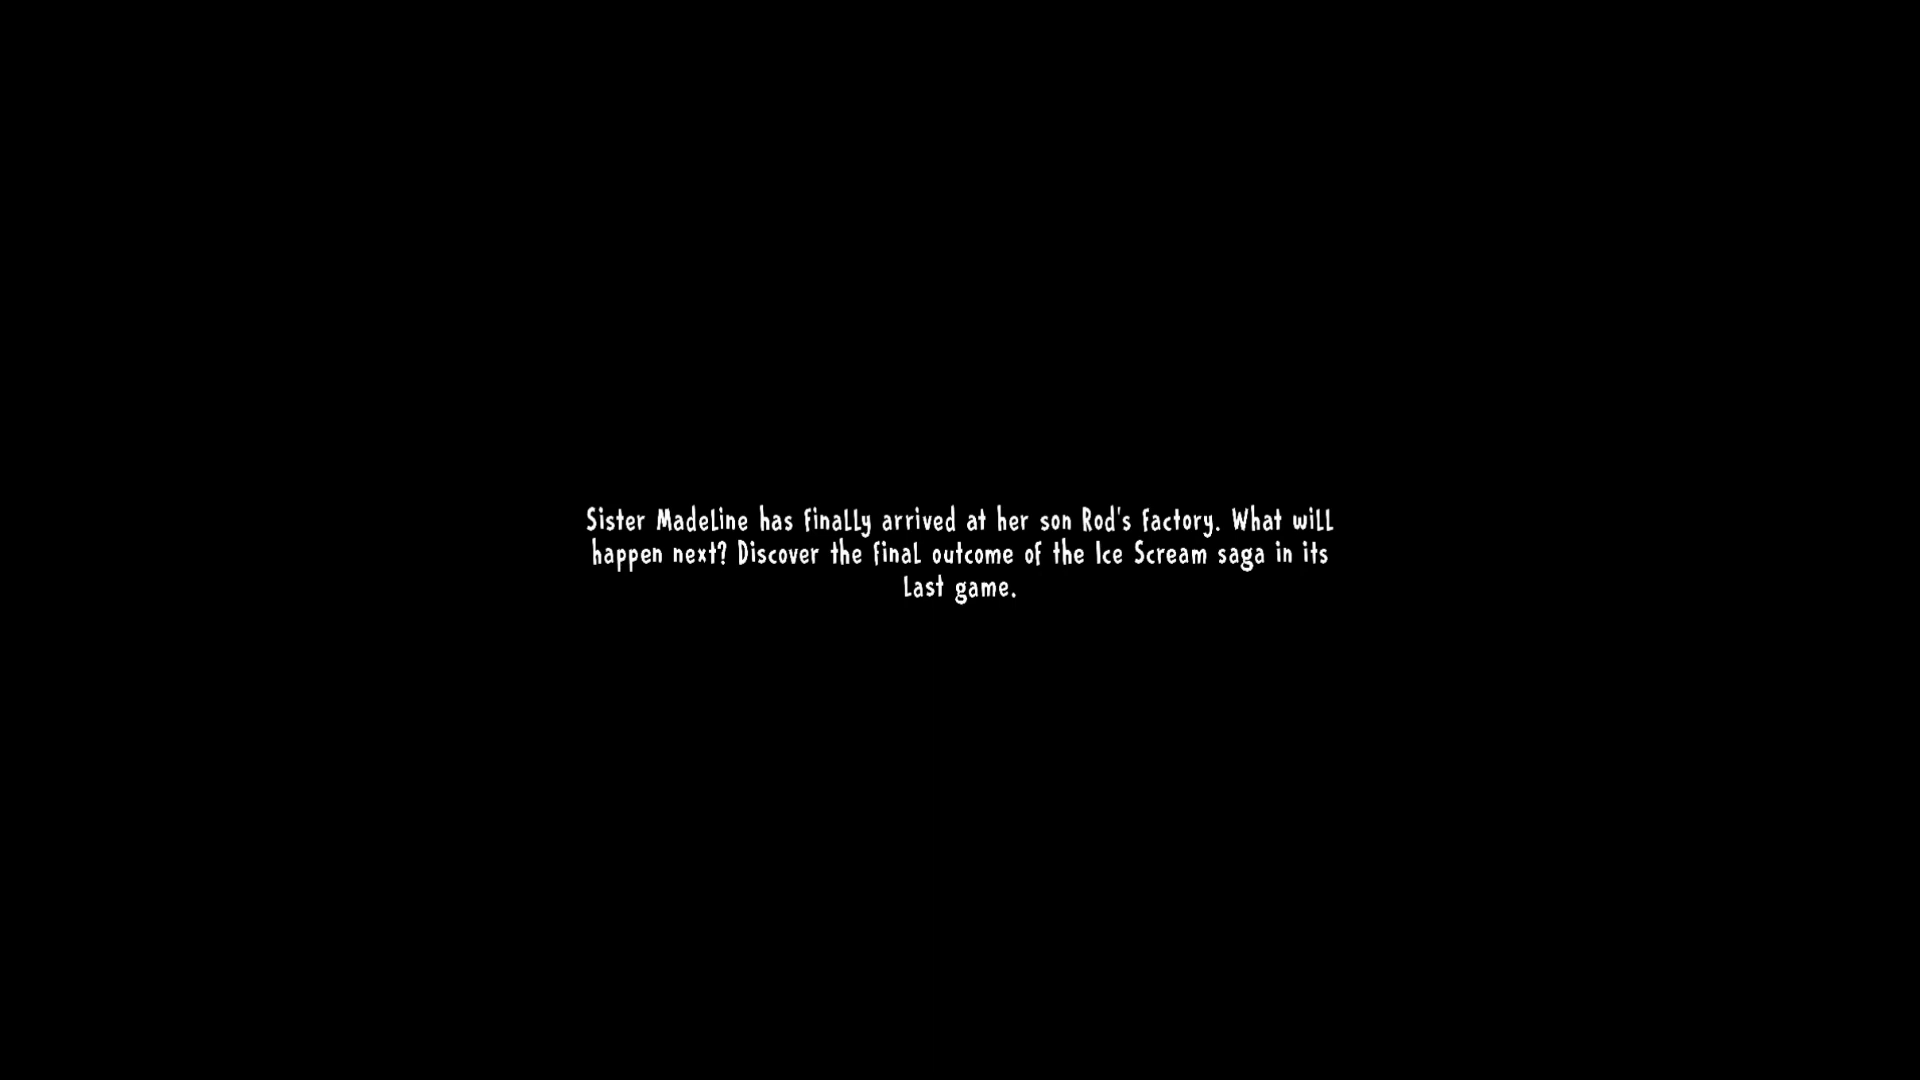 Sister Madeline has finally arrived at her son Rod's factory. What will
happen next? Discover the final outcome of the Ice Scream saga in its
last game.